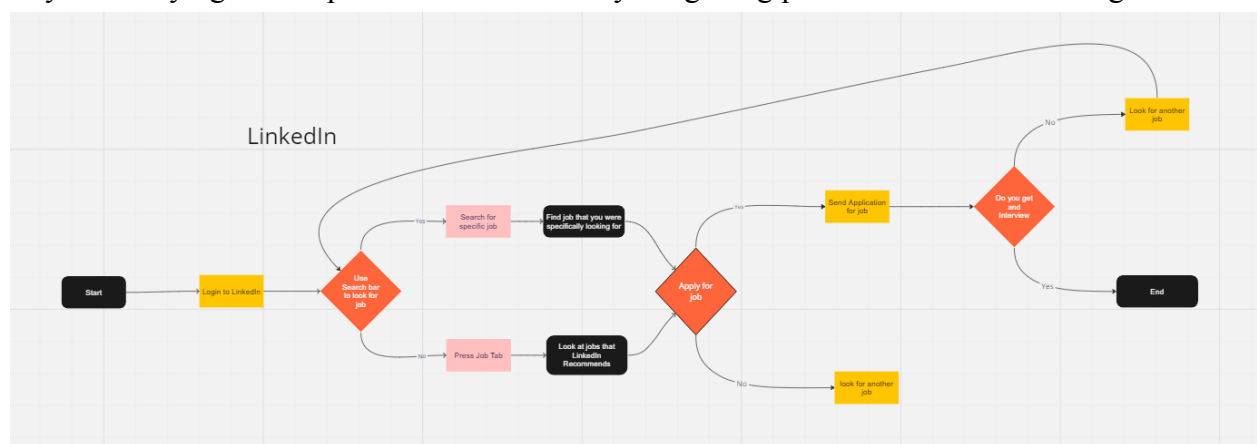 LinkedIn
Start
Login to LinkedIn
Use
Search bar
to look for
job
Yes
Search for
specific job
Find job that you were
specifically looking for
No
Press Job Tab
Look at jobs that
LinkedIn
Recommends
Apply for
job
Yes
Send Application
for job
No
look for another
job
Do you get
and
Interview
No
Look for another
job
Yes
End